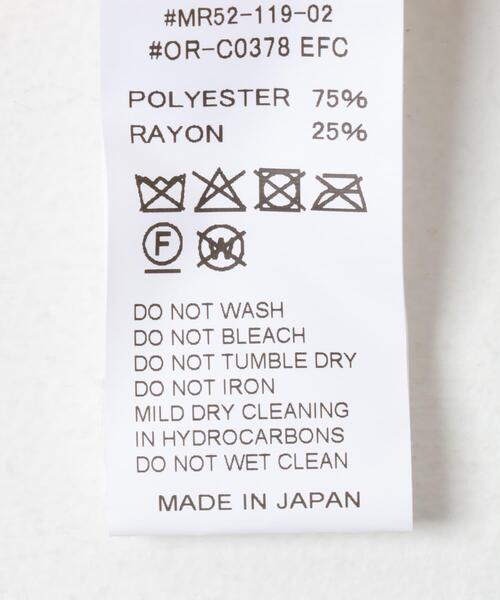 #MR52-119-02
#OR-C0378 EFC
POLYESTER 75%
RAYON 25%
F W
DO NOT WASH
DO NOT BLEACH
DO NOT TUMBLE DRY
DO NOT IRON
MILD DRY CLEANING
IN HYDROCARBONS
DO NOT WET CLEAN
MADE IN JAPAN